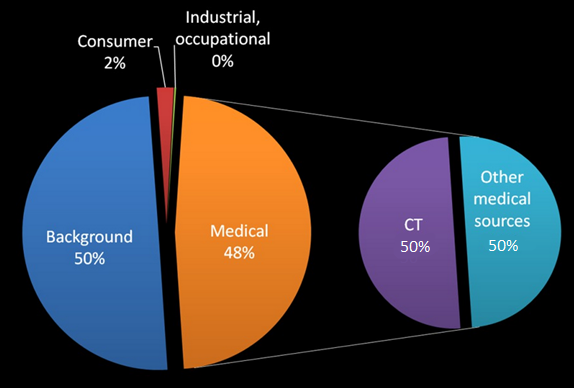 Industrial,
occupational
0%
Consumer
2%
Background
50%
Medical
48%
CT
50%
Other
medical
sources
50%